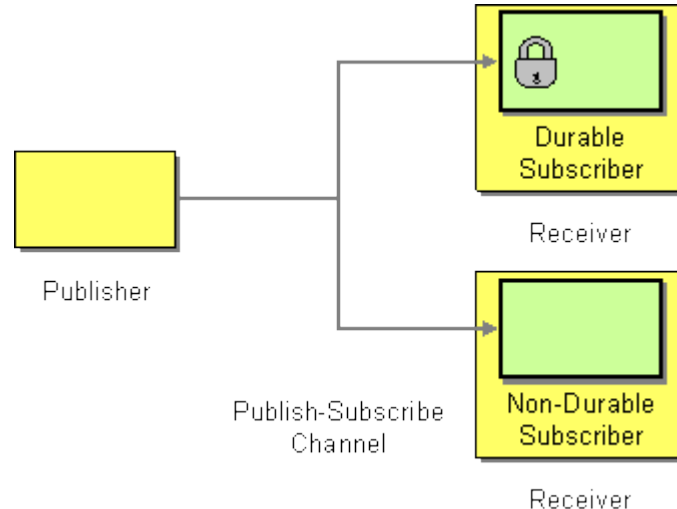 Durable
Subscriber
Receiver
Publisher
Publish-Subscribe
Channel
Non-Durable
Subscriber
Receiver